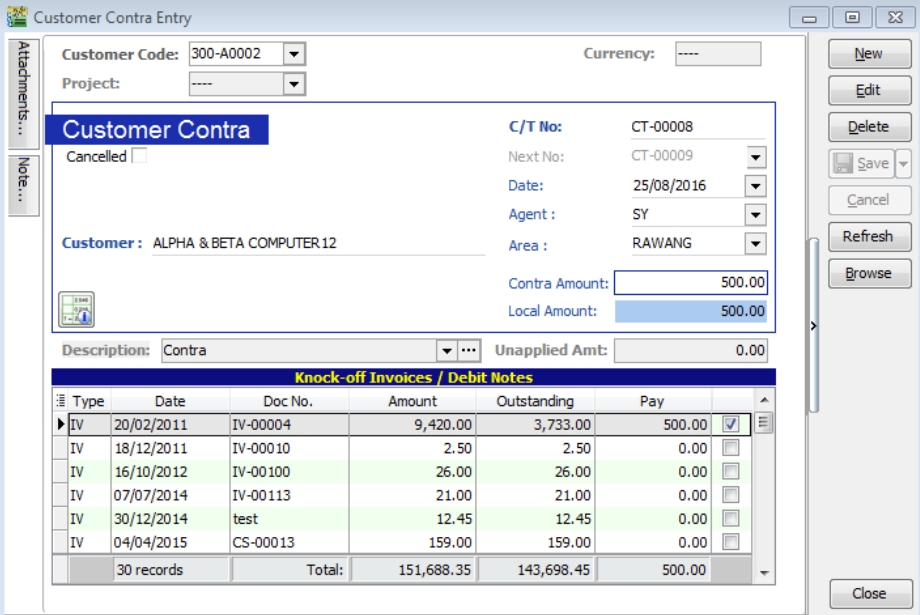 Customer Contra Entry
Attachments...
Note...
Customer Code: 300-A0002 Currency: ----
Project: ----
Customer Contra
Cancelled
C/T No: CT-00008
Next No: CT-00009
Date: 25/08/2016
Agent : SY
Customer : ALPHA & BETA COMPUTER12 Area : RAWANG
Contra Amount: 500.00
Local Amount: 500.00
Description: Contra ... Unapplied Amt: 0.00
Knock-off Invoices / Debit Notes
Type Date Doc No. Amount Outstanding Pay
IV 20/02/2011 IV-00004 9,420.00 3,733.00 500.00
IV 18/12/2011 IV-00010 2.50 2.50 0.00
IV 16/10/2012 IV-00100 26.00 26.00 0.00
IV 07/07/2014 IV-00113 21.00 21.00 0.00
IV 30/12/2014 test 12.45 12.45 0.00
IV 04/04/2015 CS-00013 159.00 159.00 0.00
30 records Total: 151,688.35 143,698.45 500.00
New
Edit
Delete
Save
Cancel
Refresh
Browse
Close